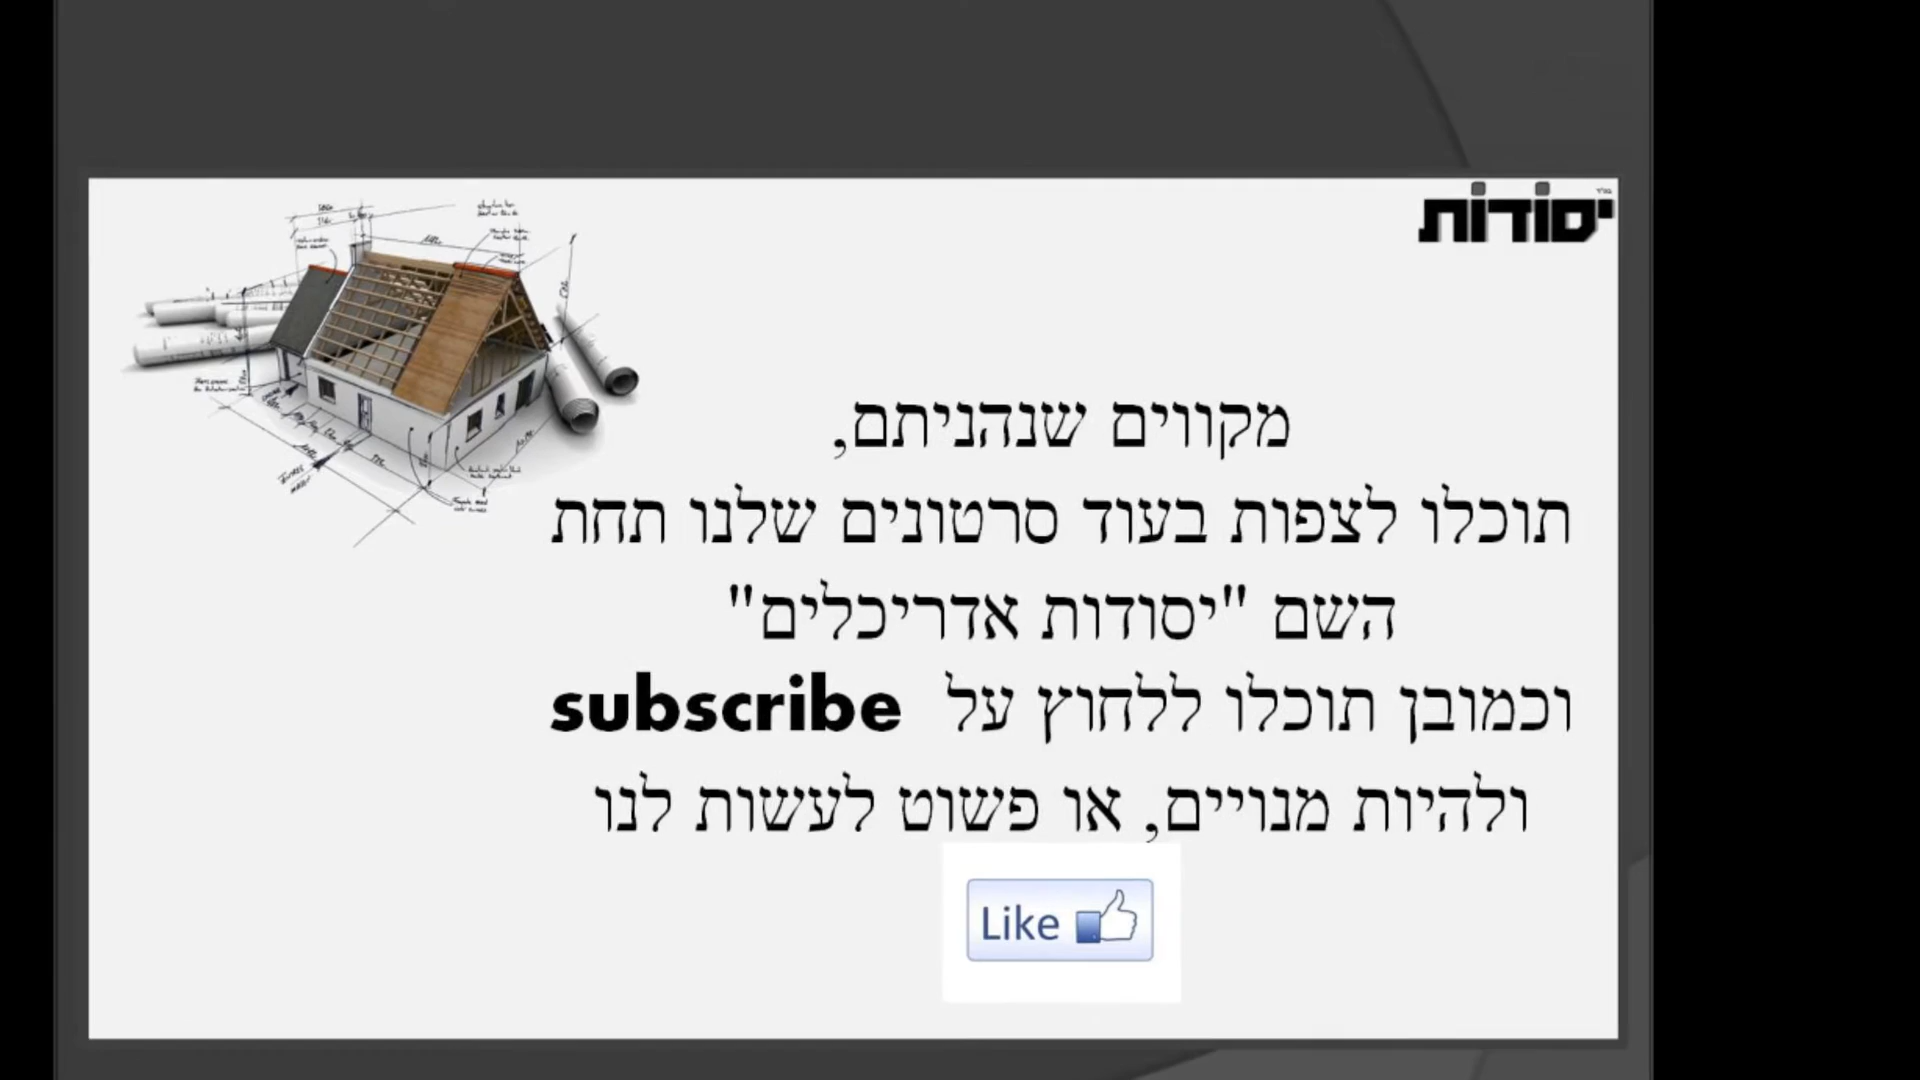 בס"ד
יסודות
מקווים שנהניתם,
תוכלו לצפות בעוד סרטונים שלנו תחת
השם "יסודות אדריכלים"
וכמובן תוכלו ללחוץ על subscribe
ולהיות מנויים, או פשוט לעשות לנו
Like